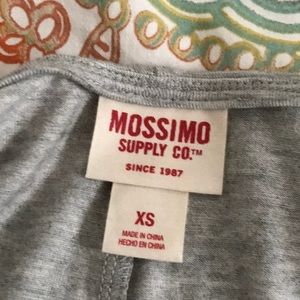 MOSSIMO
SUPPLY CO.™
SINCE 1987
XS
MADE IN CHINA
HECHO EN CHINA